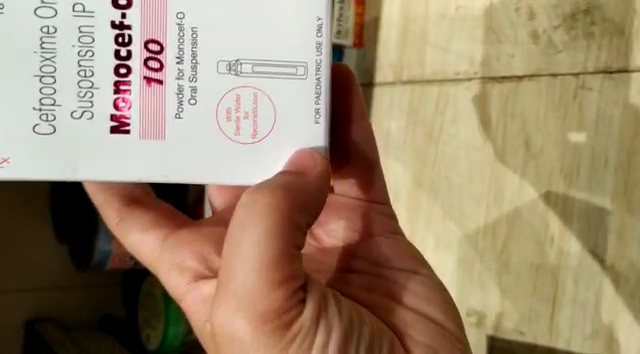 Cefpodoxime Or
Suspension IP
Monocef-O
100
Powder for Monocef-O
Oral Suspension
With
Sterile Water
for
Reconstitution
FOR PAEDIATRIC USE ONLY